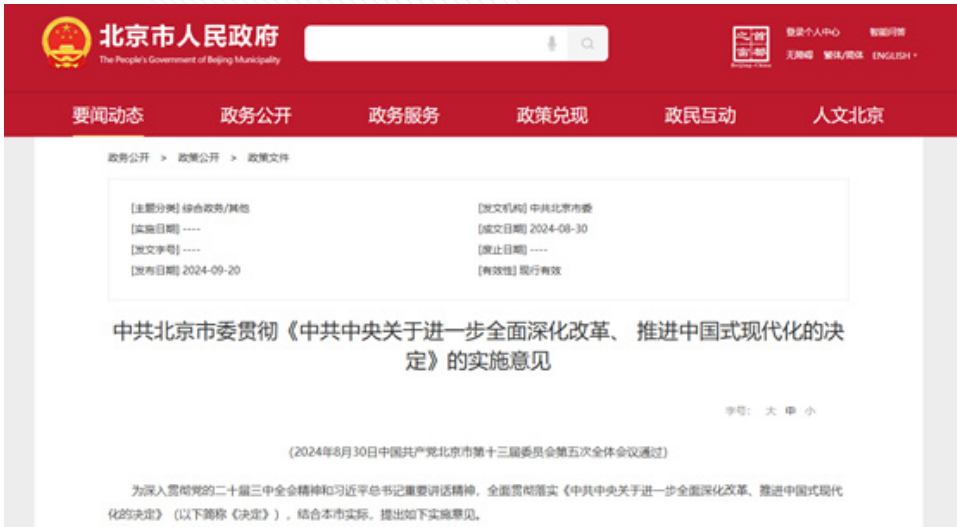 北京市人民政府
The People's Government of Beijing Municipality
首都之窗
Beijing-China
登录个人中心 智能问答
无障碍 繁体/简体 ENGLISH
要闻动态 政务公开 政务服务 政策兑现 政民互动 人文北京
政务公开 > 政策公开 > 政策文件
[主题分类] 综合政务/其他 [发文机构] 中共北京市委
[实施日期] ---- [成文日期] 2024-08-30
[发文字号] ---- [废止日期] ----
[发布日期] 2024-09-20 [有效性] 现行有效
中共北京市委贯彻《中共中央关于进一步全面深化改革、 推进中国式现代化的决
定》的实施意见
字号: 大 中 小
(2024年8月30日中国共产党北京市第十三届委员会第五次全体会议通过)
为深入贯彻党的二十届三中全会精神和习近平总书记重要讲话精神，全面贯彻落实《中共中央关于进一步全面深化改革、推进中国式现代
化的决定》（以下简称《决定》），结合本市实际，提出如下实施意见。